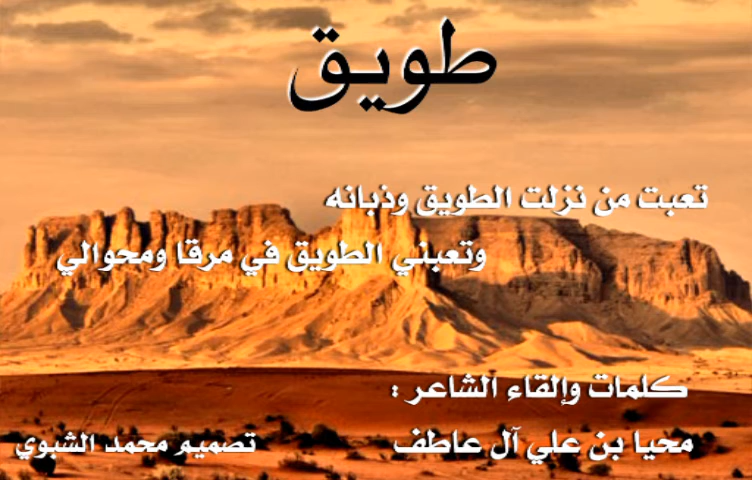 طويق
تعبت من نزلت الطويق وذبانه
وتعبني الطويق في مرقا ومحوالي
كلمات وإلقاء الشاعر :
محيا بن علي آل عاطف
تصميم محمد الشبوي